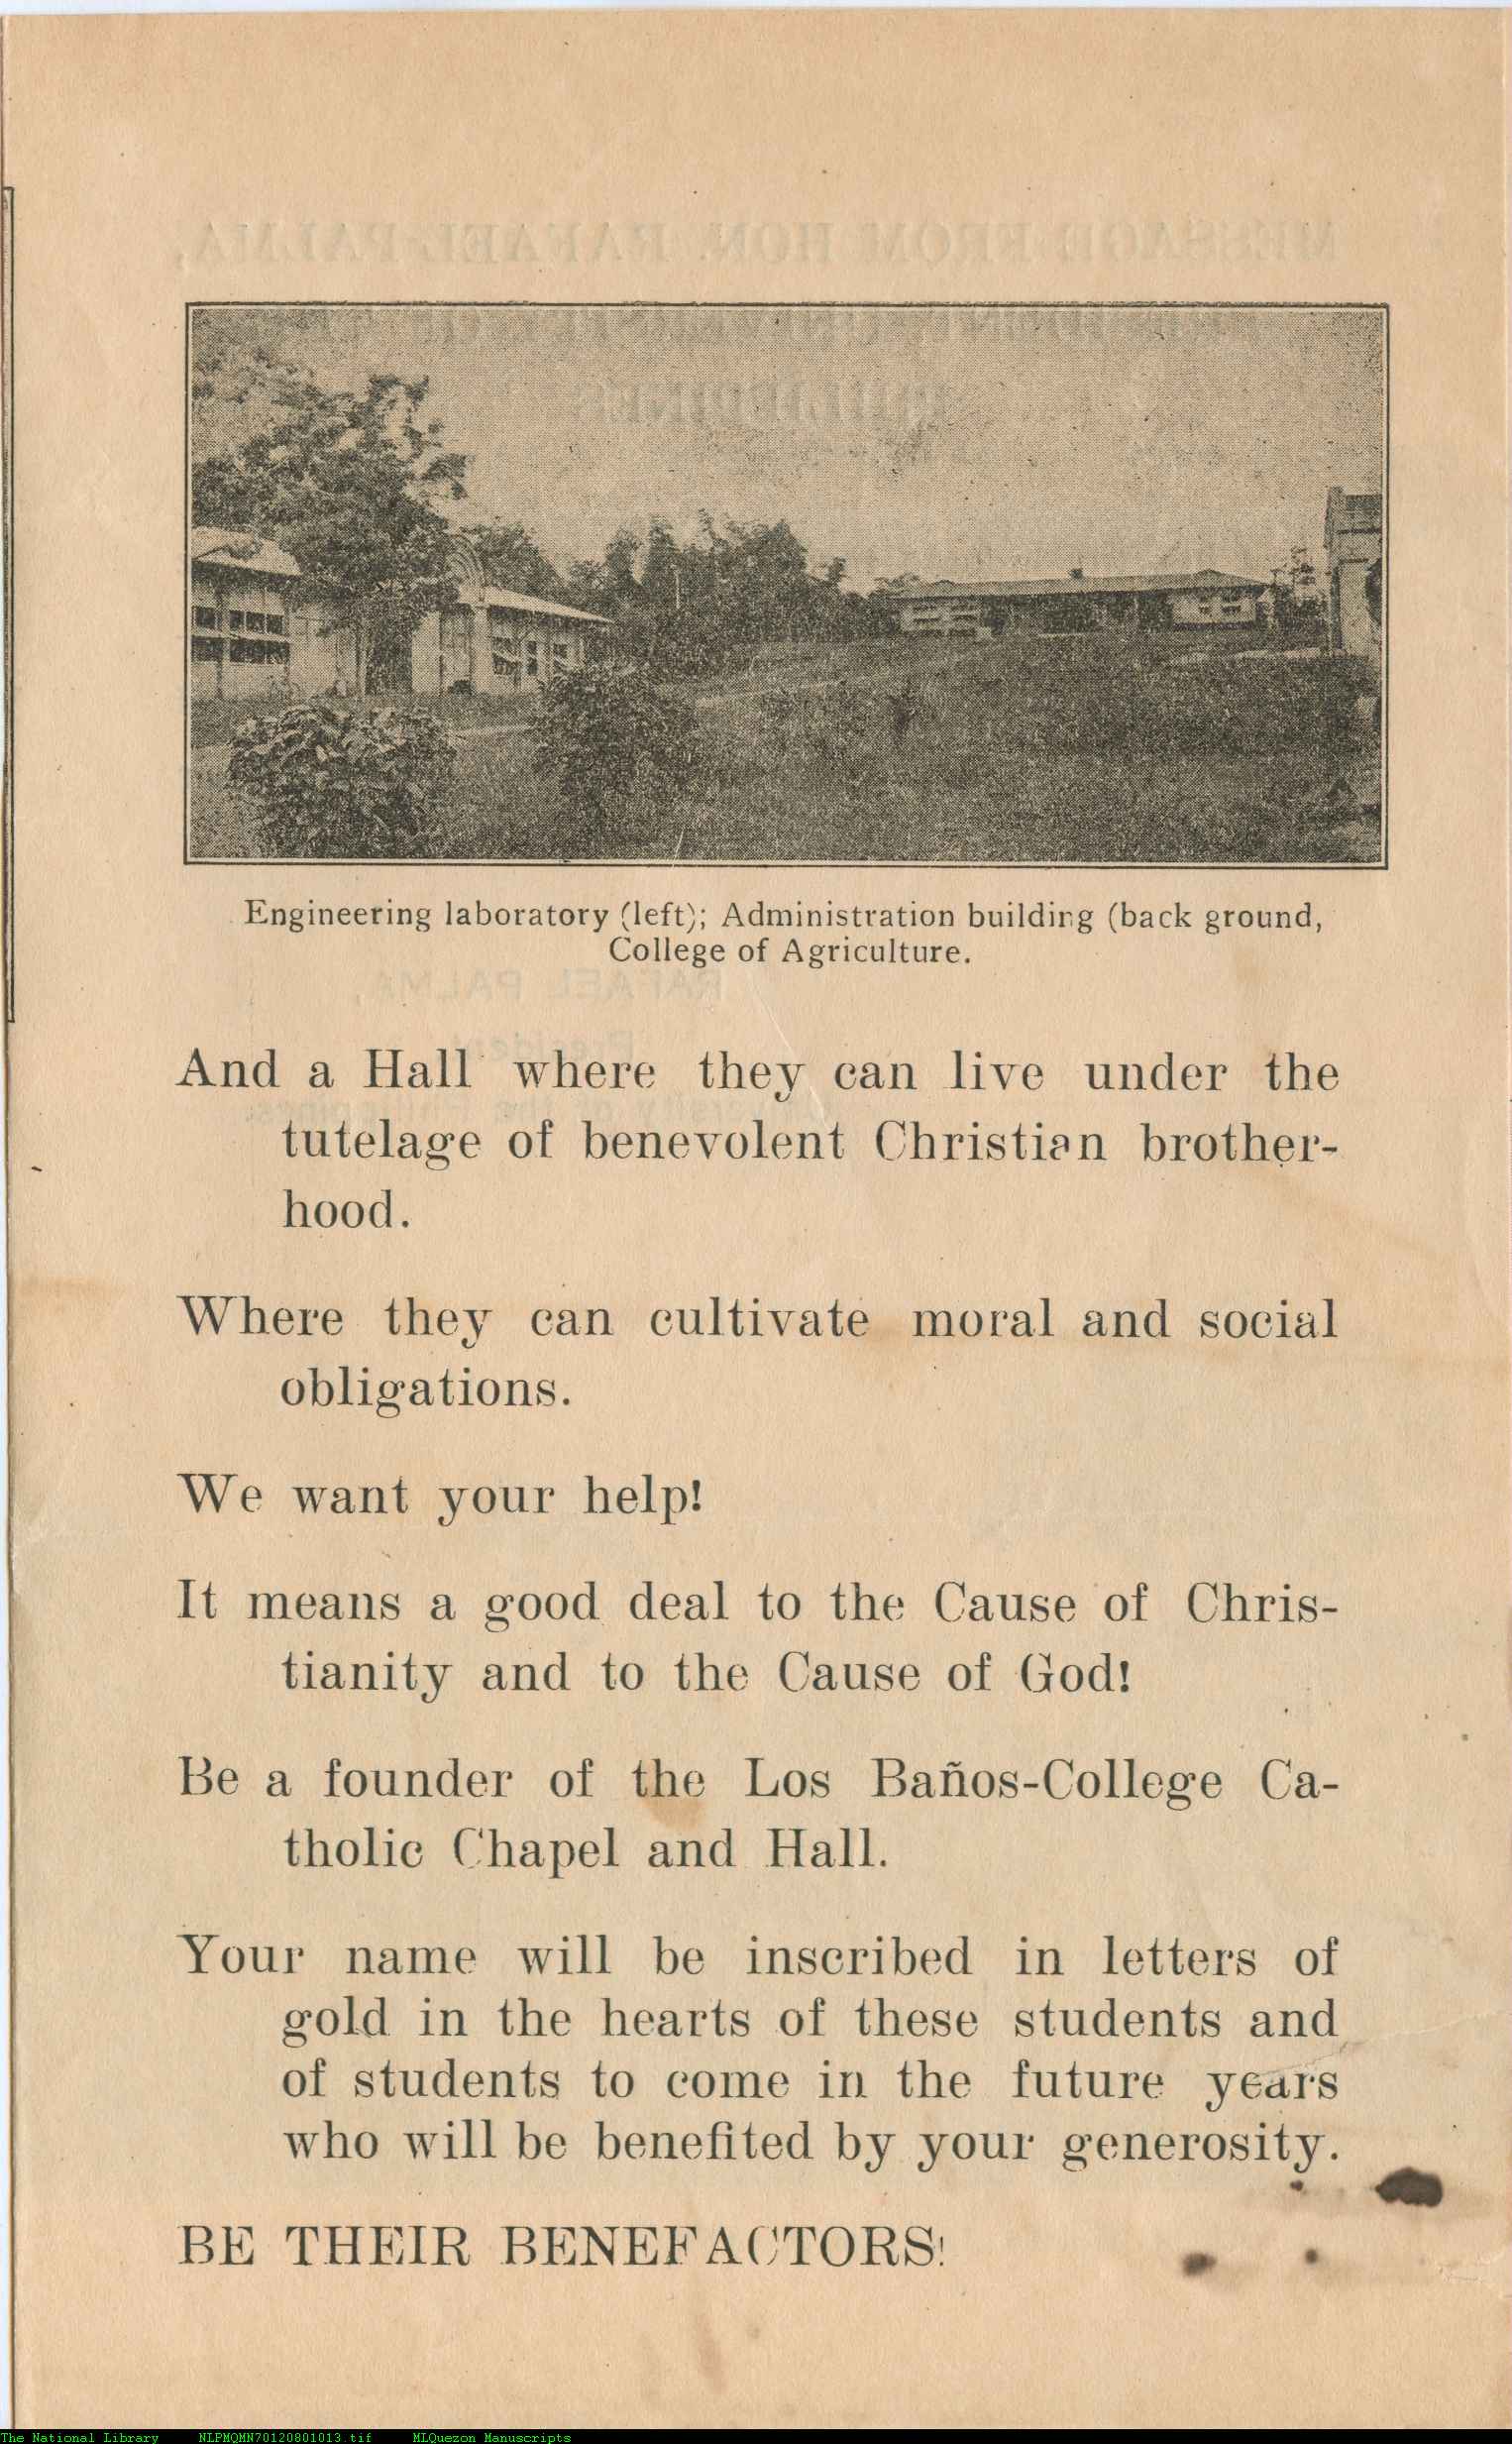 Engineering laboratory (left); Administration building (back ground,
College of Agriculture.
And a Hall where they can live under the
tutelage of benevolent Christian brother-
hood.
Where they can cultivate moral and social
obligations.
We want your help!
It means a good deal to the Cause of Chris-
tianity and to the Cause of God!
Be a founder of the Los Baños-College Ca-
tholic Chapel and Hall.
Your name will be inscribed in letters of
gold in the hearts of these students and
of students to come in the future years
who will be benefited by your generosity.
BE THEIR BENEFACTORS!
The National Library NLPMQMN70120801013.tif MLQuezon Manuscripts